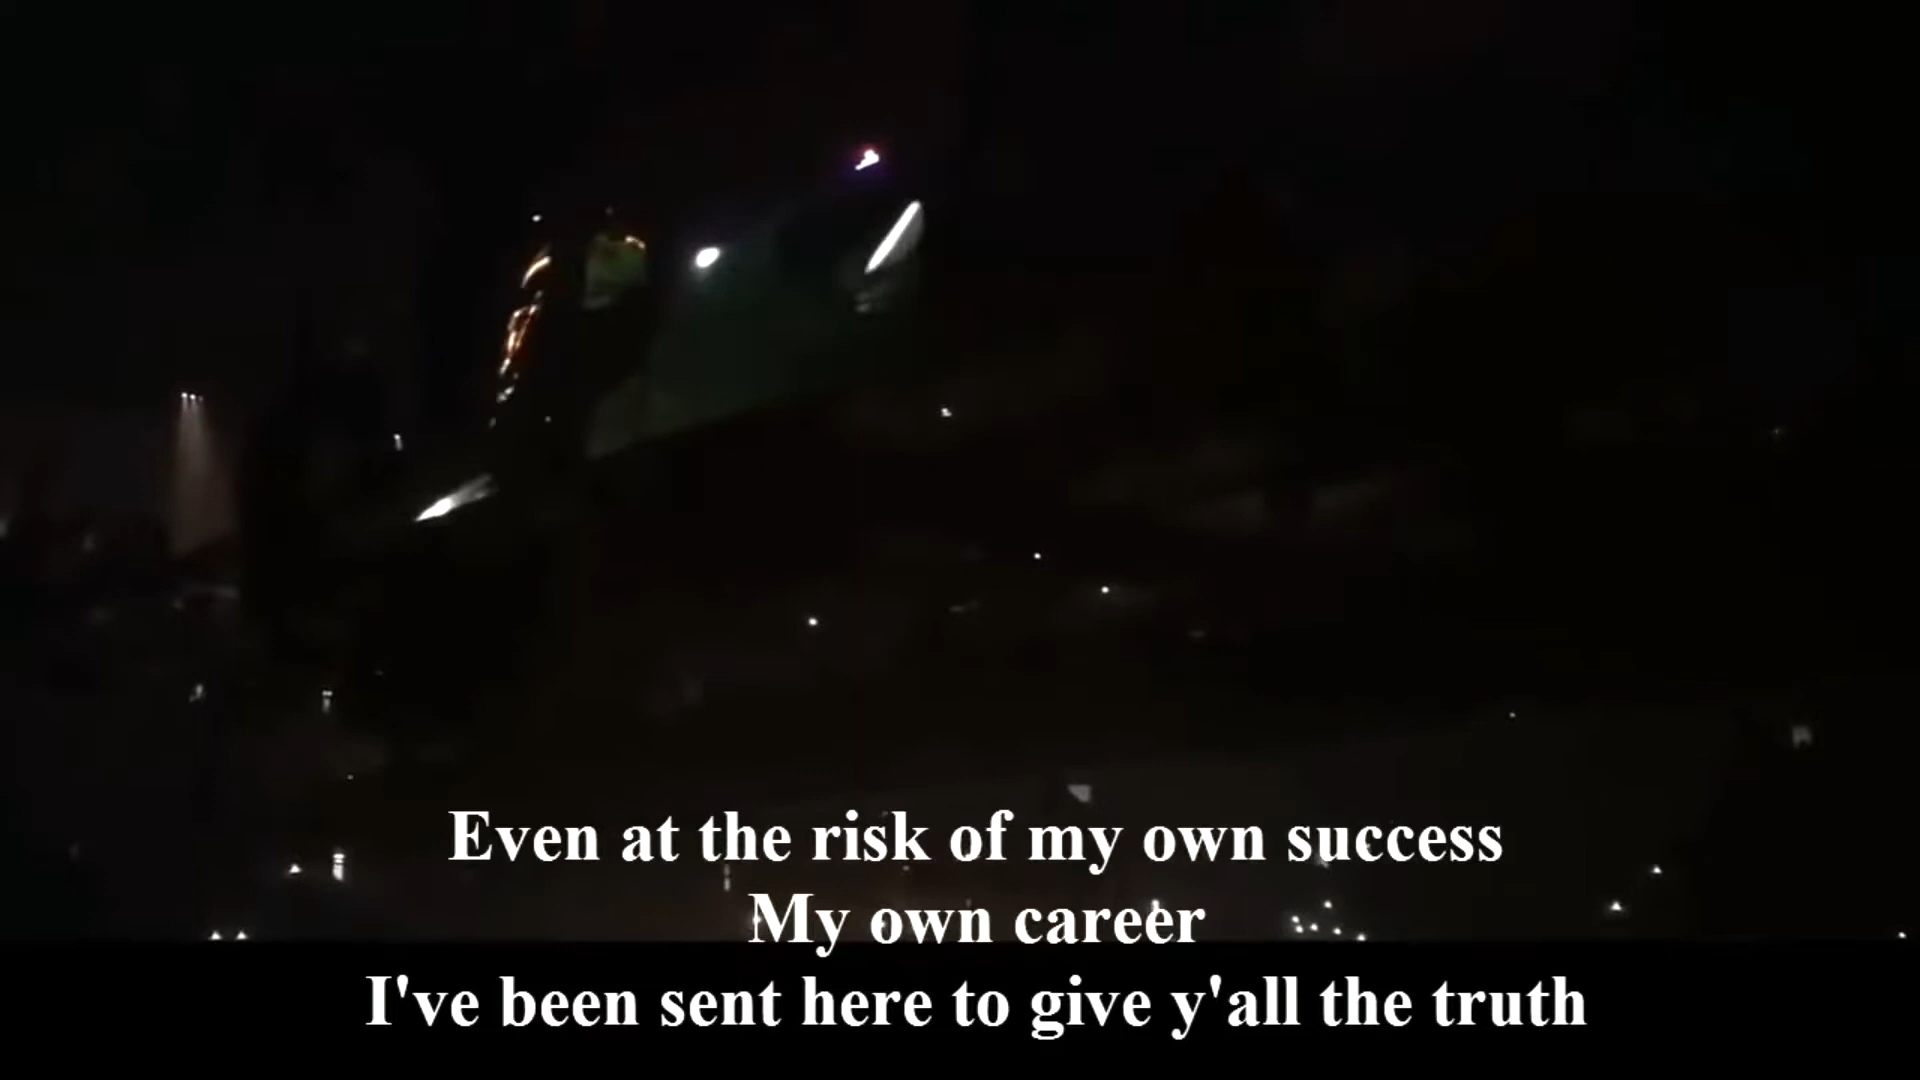 Even at the risk of my own success
My own career
I've been sent here to give y'all the truth